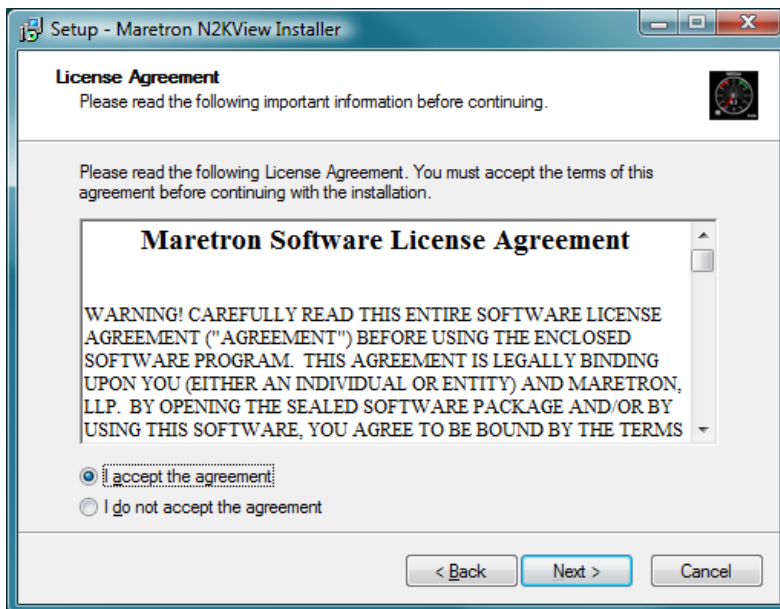 Setup - Maretron N2KView Installer
License Agreement
Please read the following important information before continuing.
Please read the following License Agreement. You must accept the terms of this
agreement before continuing with the installation.
Maretron Software License Agreement
WARNING! CAREFULLY READ THIS ENTIRE SOFTWARE LICENSE
AGREEMENT ("AGREEMENT") BEFORE USING THE ENCLOSED
SOFTWARE PROGRAM.  THIS AGREEMENT IS LEGALLY BINDING
UPON YOU (EITHER AN INDIVIDUAL OR ENTITY) AND MARETRON,
LLP.  BY OPENING THE SEALED SOFTWARE PACKAGE AND/OR BY
USING THIS SOFTWARE, YOU AGREE TO BE BOUND BY THE TERMS
I accept the agreement
I do not accept the agreement
< Back Next > Cancel